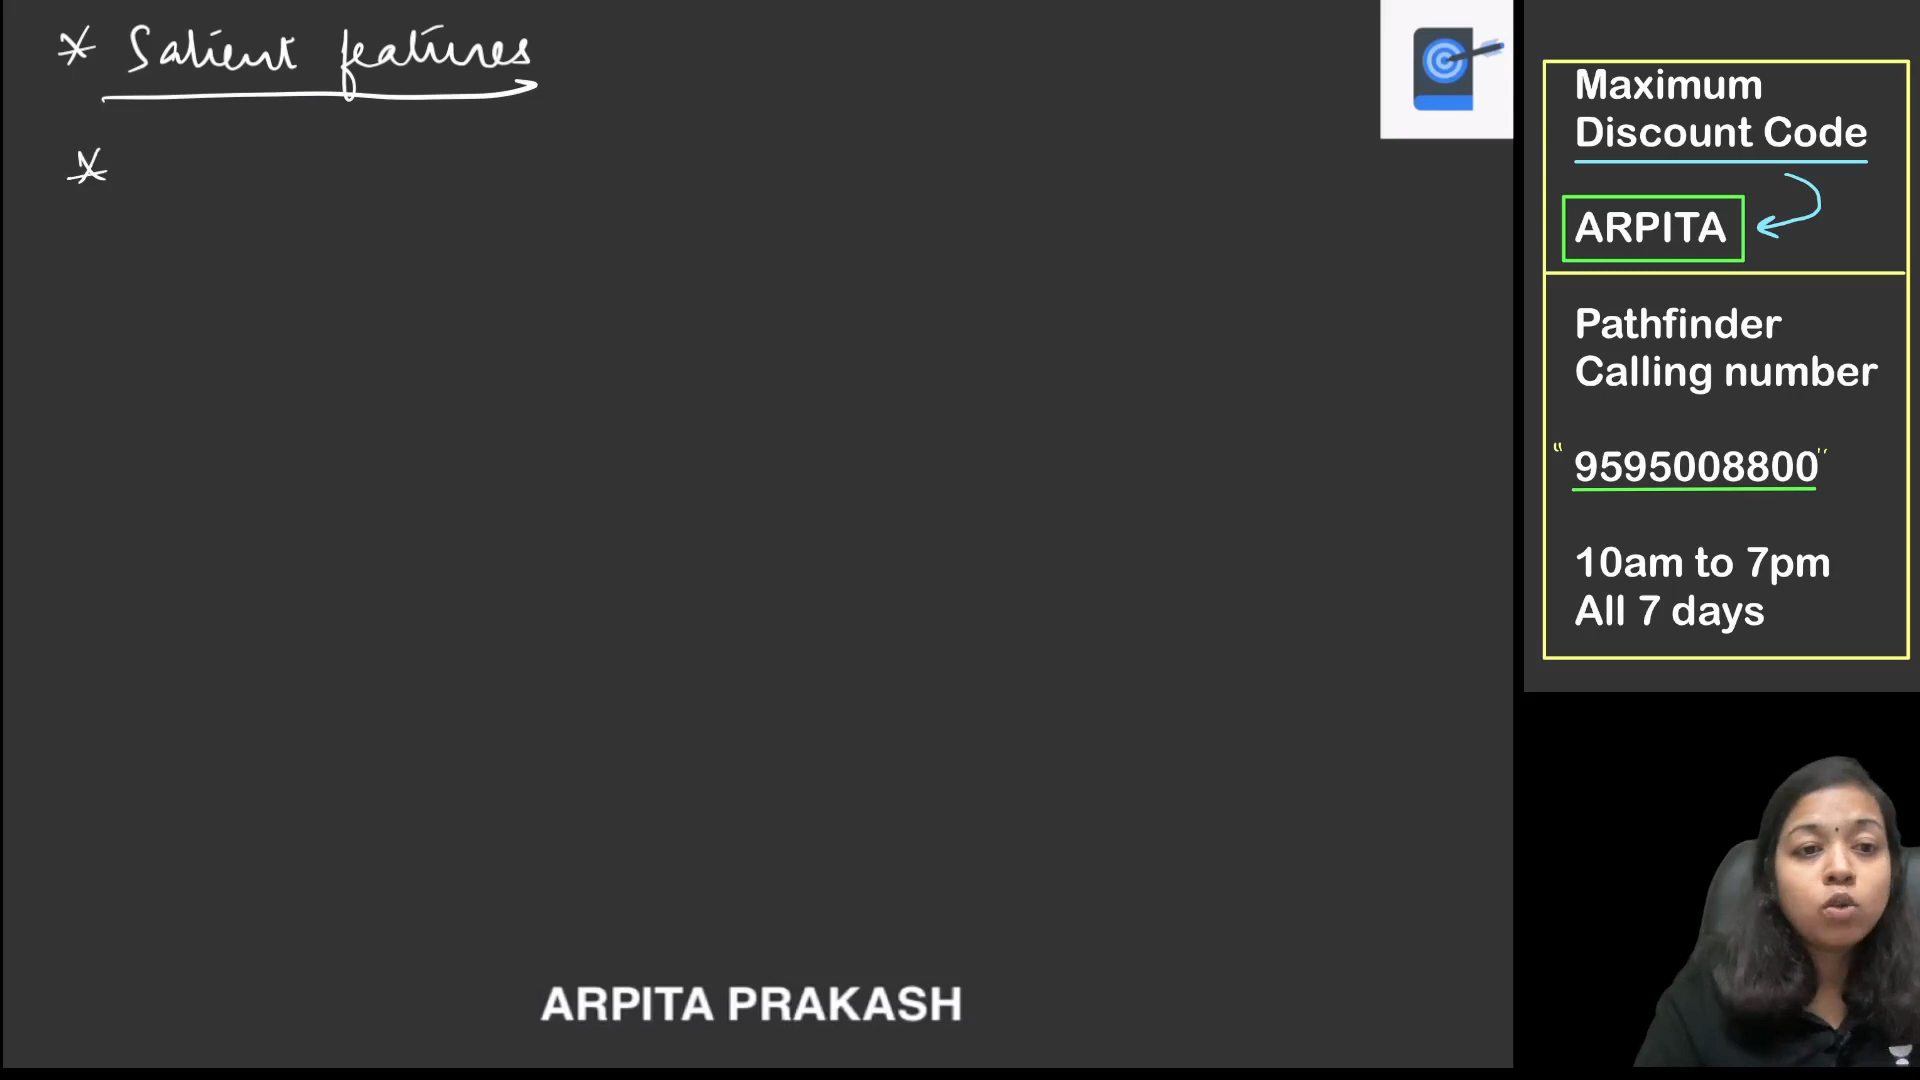 * Salient features
*
Maximum
Discount Code
ARPITA
Pathfinder
Calling number
"9595008800"
10am to 7pm
All 7 days
ARPITA PRAKASH